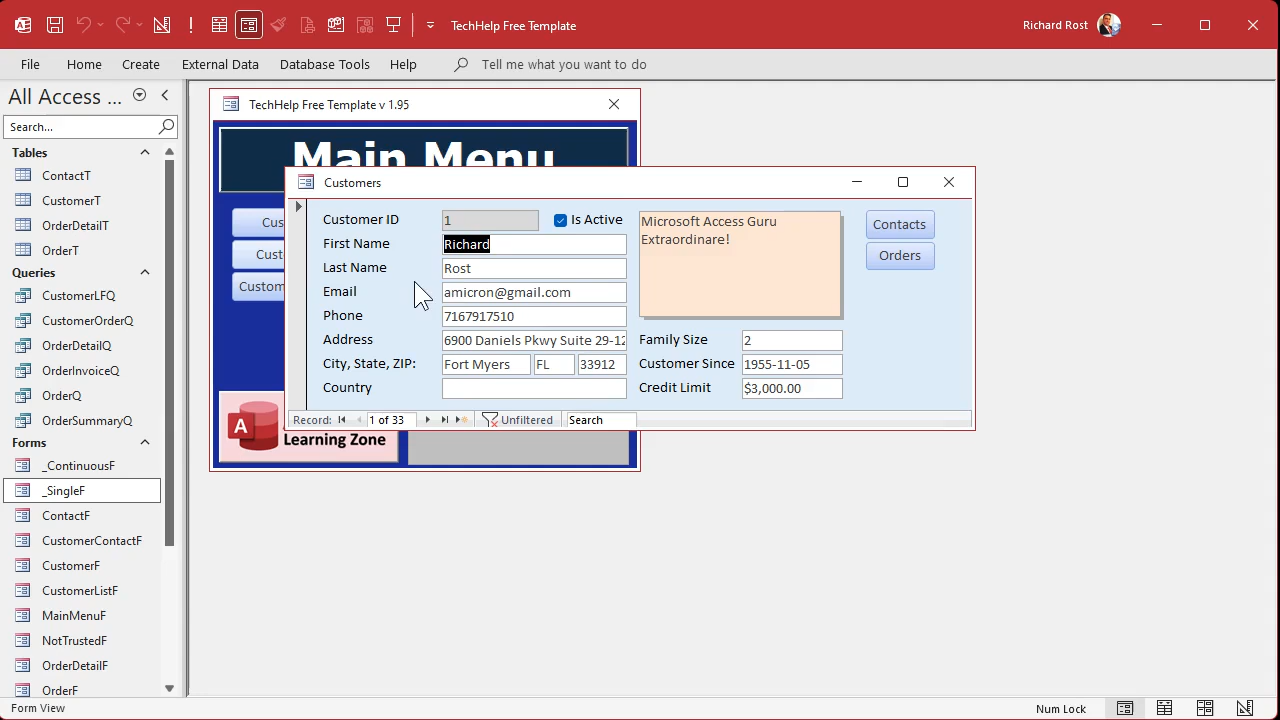 TechHelp Free Template
Richard Rost
File Home Create External Data Database Tools Help Tell me what you want to do
All Access ...
Search...
Tables
ContactT
CustomerT
OrderDetailT
OrderT
Queries
CustomerLFQ
CustomerOrderQ
OrderDetailQ
OrderInvoiceQ
OrderQ
OrderSummaryQ
Forms
_ContinuousF
_SingleF
ContactF
CustomerContactF
CustomerF
CustomerListF
MainMenuF
NotTrustedF
OrderDetailF
OrderF
TechHelp Free Template v 1.95
Main Menu
Cus
Cust
Custom
A
Learning Zone
Customers
Customer ID 1 Is Active
First Name Richard
Last Name Rost
Email amicron@gmail.com
Phone 7167917510
Address 6900 Daniels Pkwy Suite 29-12
City, State, ZIP: Fort Myers FL 33912
Country
Microsoft Access Guru
Extraordinare!
Family Size 2
Customer Since 1955-11-05
Credit Limit $3,000.00
Contacts
Orders
Record: 1 of 33 Unfiltered Search
Form View
Num Lock